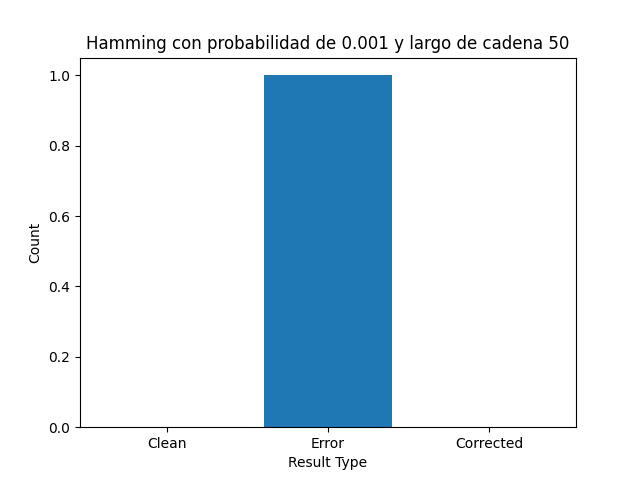 Hamming con probabilidad de 0.001 y largo de cadena 50
1.0
0.8
0.6
0.4
0.2
0.0
Count
Clean Error Corrected
Result Type